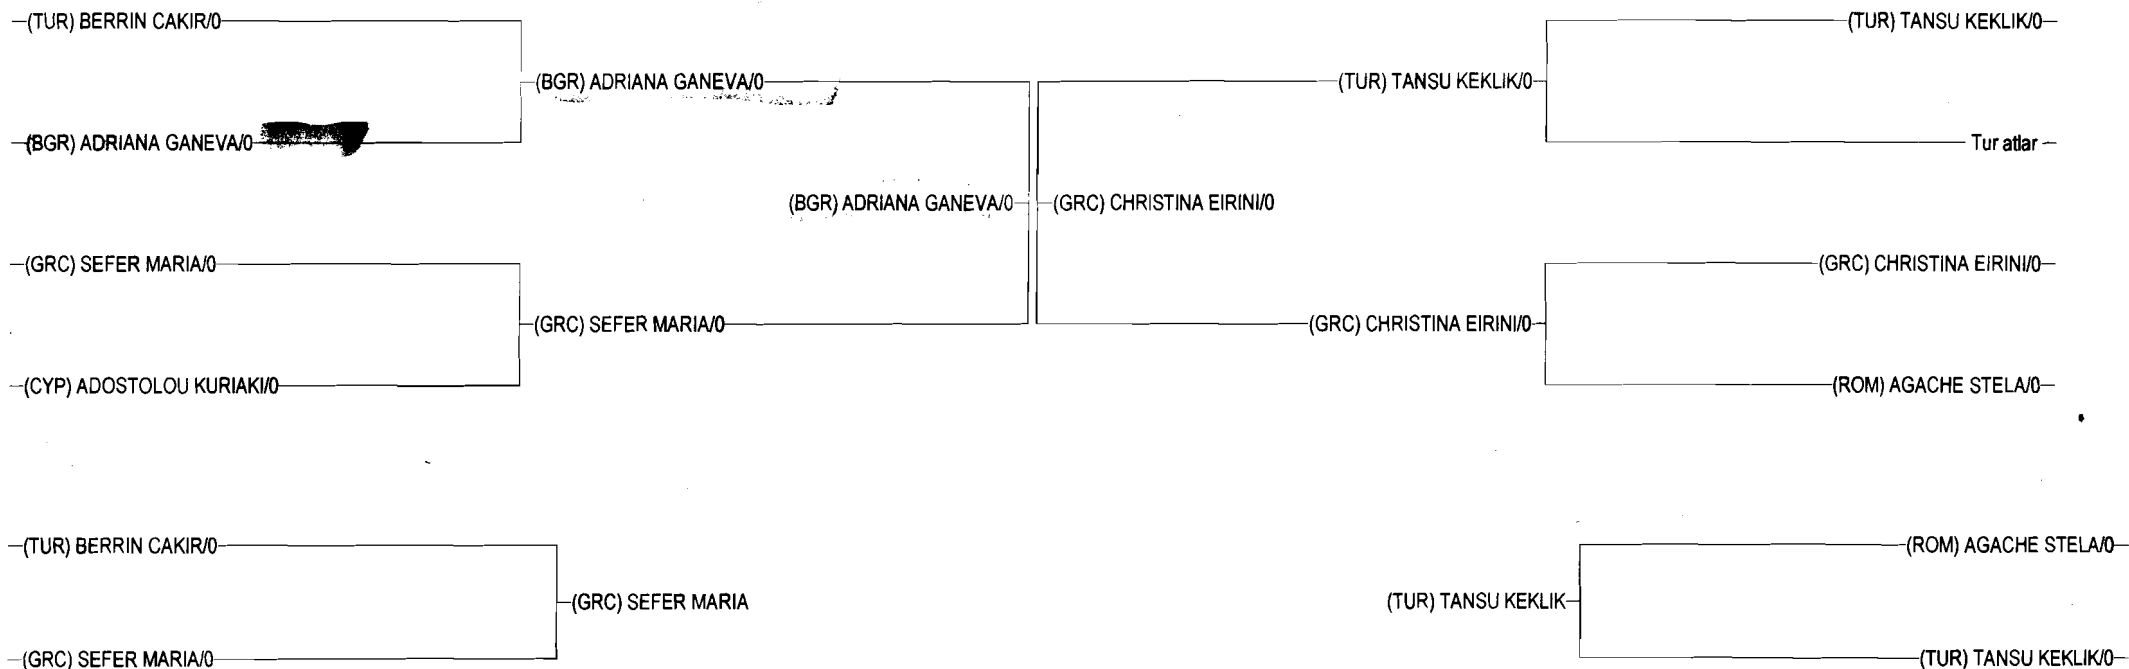 (TUR) BERRIN CAKIR/0
(TUR) TANSU KEKLIK/0
(BGR) ADRIANA GANEVA/0
(TUR) TANSU KEKLIK/0
(BGR) ADRIANA GANEVA/0
Tur atlar
(BGR) ADRIANA GANEVA/0
(GRC) CHRISTINA EIRINI/0
(GRC) SEFER MARIA/0
(GRC) CHRISTINA EIRINI/0
(GRC) SEFER MARIA/0
(GRC) CHRISTINA EIRINI/0
(CYP) ADOSTOLOU KURIAKI/0
(ROM) AGACHE STELA/0
(TUR) BERRIN CAKIR/0
(ROM) AGACHE STELA/0
(GRC) SEFER MARIA
(TUR) TANSU KEKLIK
(GRC) SEFER MARIA/0
(TUR) TANSU KEKLIK/0